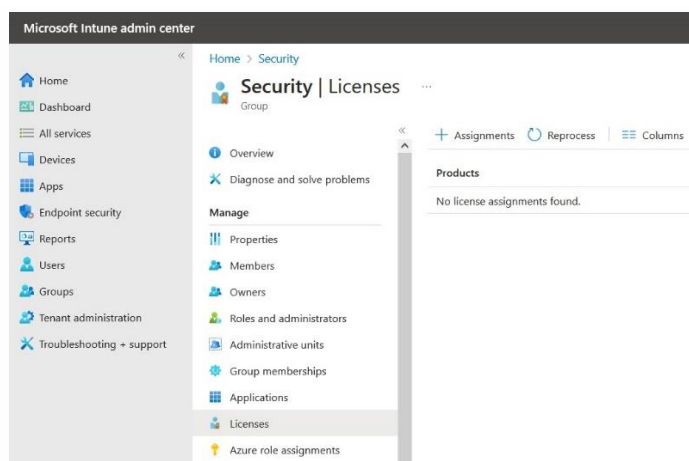 Microsoft Intune admin center
«
Home
Dashboard
All services
Devices
Apps
Endpoint security
Reports
Users
Groups
Tenant administration
Troubleshooting + support
Home > Security
Security | Licenses ...
Group
«
Overview
Diagnose and solve problems
Manage
Properties
Members
Owners
Roles and administrators
Administrative units
Group memberships
Applications
Licenses
Azure role assignments
+ Assignments Reprocess Columns
Products
No license assignments found.